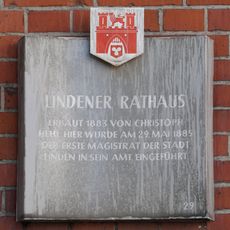 LINDENER RATHAUS
ERBAUT 1883 VON CHRISTOPH
HEHL HIER WURDE AM 29. MAI 1885
DER ERSTE MAGISTRAT DER STADT
LINDEN IN SEIN AMT EINGEFÜHRT
29